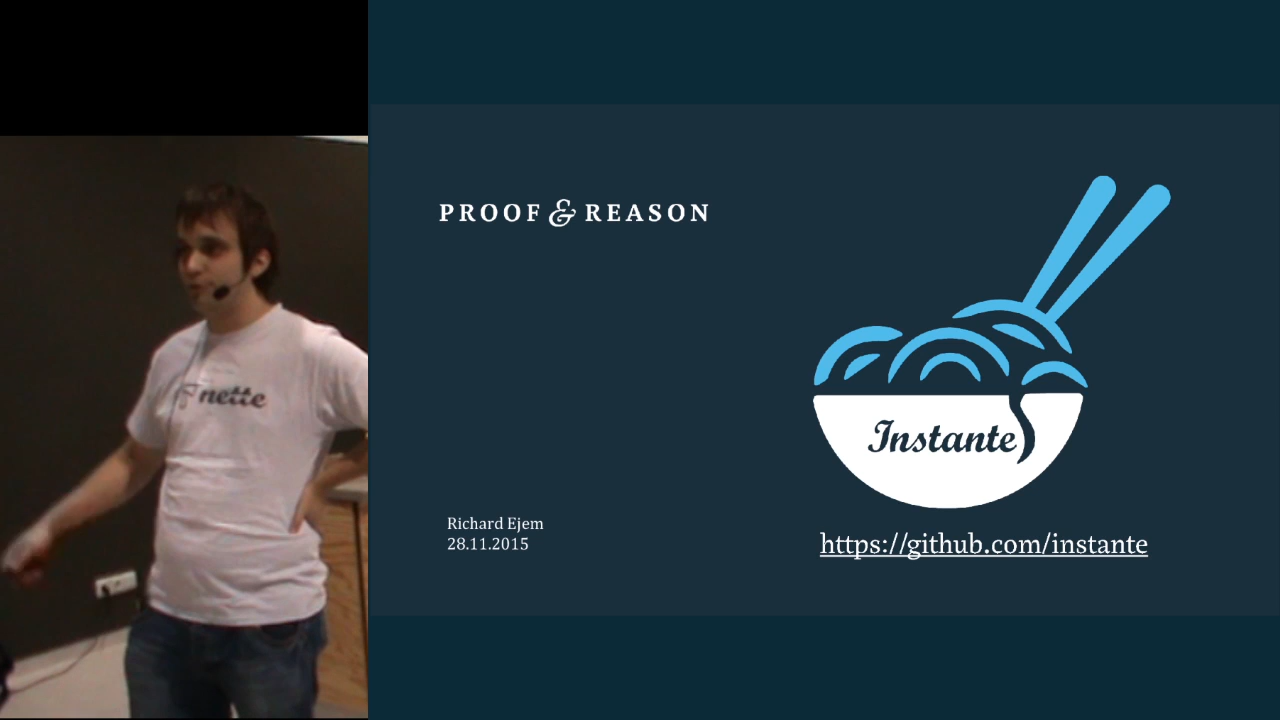 PROOF & REASON
nette
Instante
Richard Ejem
28.11.2015
https://github.com/instante